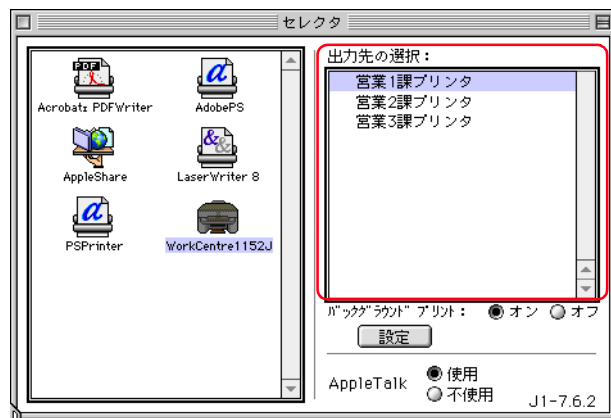 セレクタ
PDF
Acrobat™ PDFWriter
AdobePS
AppleShare
LaserWriter 8
PSPrinter
WorkCentre1152J
出力先の選択：
営業1課プリンタ
営業2課プリンタ
営業3課プリンタ
ﾊﾞｯｸｸﾞﾗｳﾝﾄﾞ ﾌﾟﾘﾝﾄ： オン オフ
設定
AppleTalk 使用
不使用
J1-7.6.2